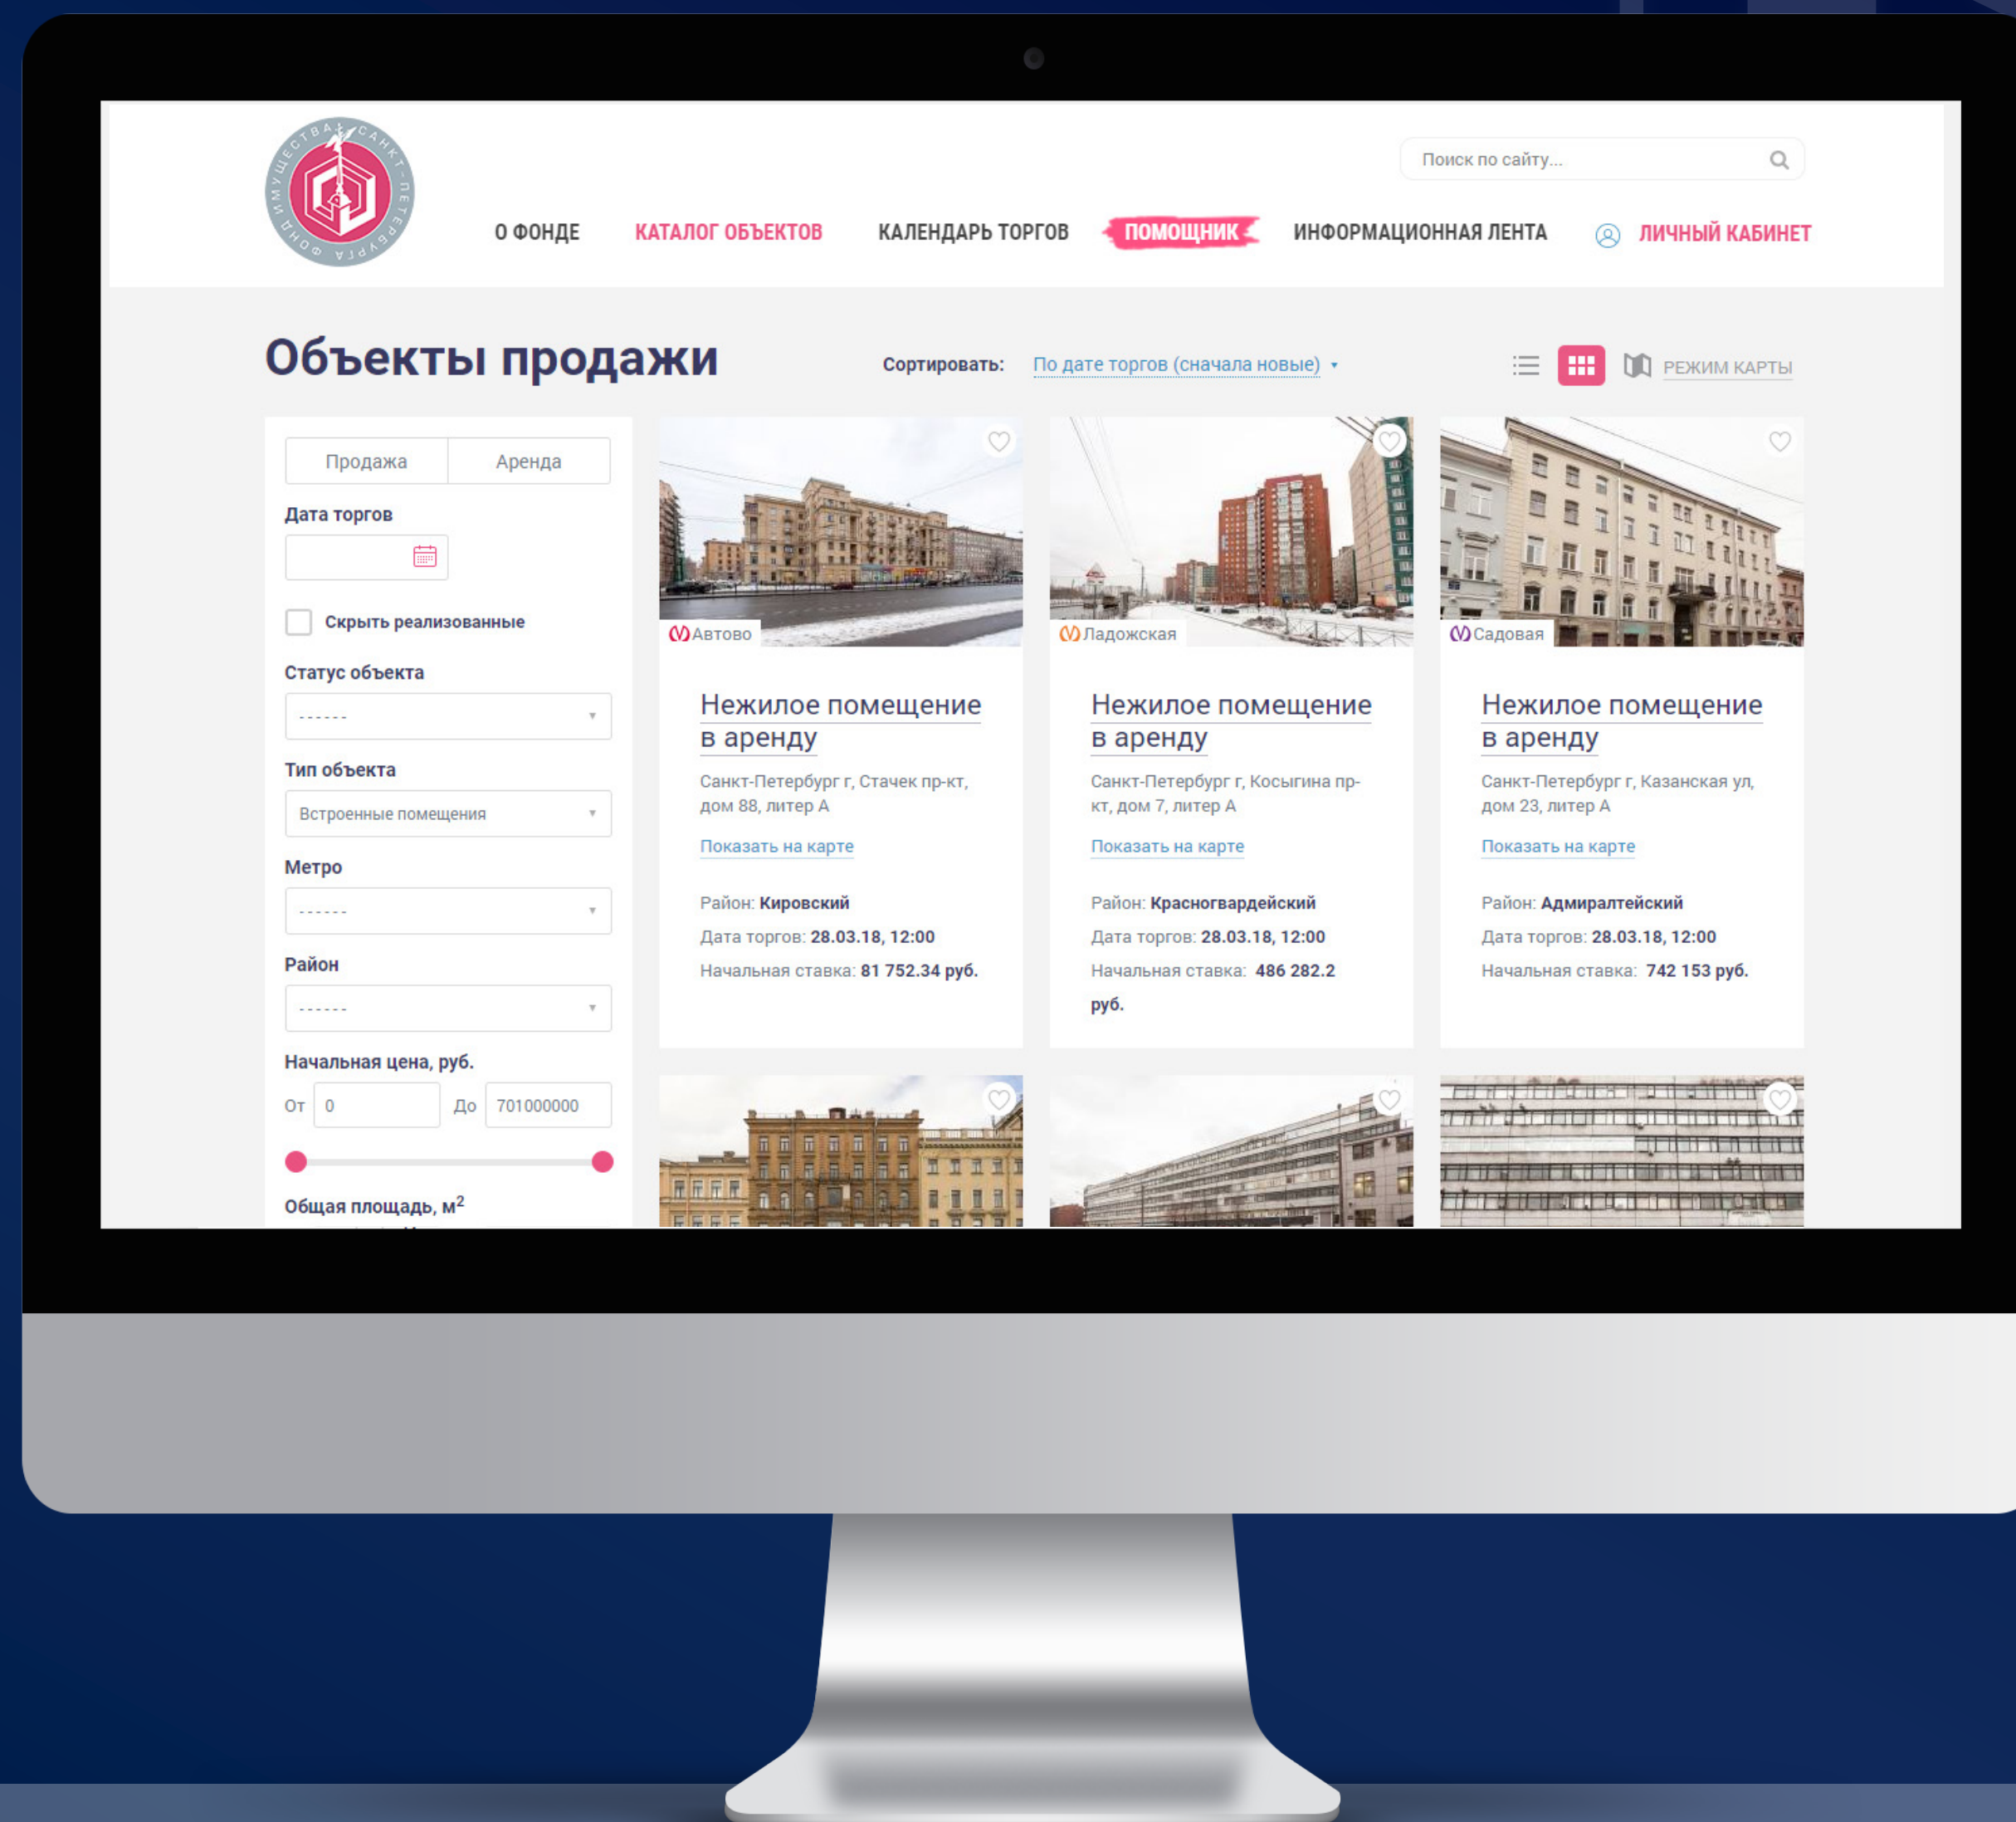 ФОНД ИМУЩЕСТВА САНКТ-ПЕТЕРБУРГА
Поиск по сайту...
О ФОНДЕ
КАТАЛОГ ОБЪЕКТОВ
КАЛЕНДАРЬ ТОРГОВ
ПОМОЩНИК
ИНФОРМАЦИОННАЯ ЛЕНТА
ЛИЧНЫЙ КАБИНЕТ
Объекты продажи
Сортировать: По дате торгов (сначала новые)
РЕЖИМ КАРТЫ
Продажа
Аренда
Дата торгов
Скрыть реализованные
Статус объекта
------
Тип объекта
Встроенные помещения
Метро
------
Район
------
Начальная цена, руб.
От 0 До 701000000
Общая площадь, м²
Автово
Нежилое помещение
в аренду
Санкт-Петербург г, Стачек пр-кт,
дом 88, литер А
Показать на карте
Район: Кировский
Дата торгов: 28.03.18, 12:00
Начальная ставка: 81 752.34 руб.
Ладожская
Нежилое помещение
в аренду
Санкт-Петербург г, Косыгина пр-
кт, дом 7, литер А
Показать на карте
Район: Красногвардейский
Дата торгов: 28.03.18, 12:00
Начальная ставка: 486 282.2
руб.
Садовая
Нежилое помещение
в аренду
Санкт-Петербург г, Казанская ул,
дом 23, литер А
Показать на карте
Район: Адмиралтейский
Дата торгов: 28.03.18, 12:00
Начальная ставка: 742 153 руб.